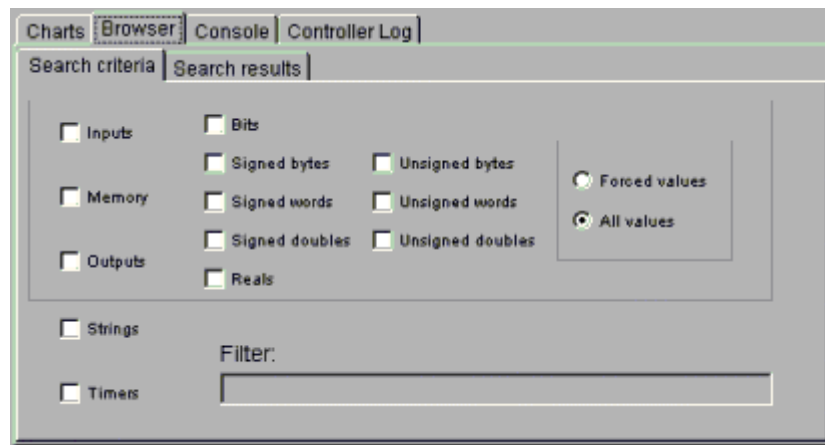 Charts Browser Console Controller Log
Search criteria Search results
Inputs
Memory
Outputs
Bits
Signed bytes Unsigned bytes
Signed words Unsigned words
Signed doubles Unsigned doubles
Reals
Forced values
All values
Strings
Timers
Filter: